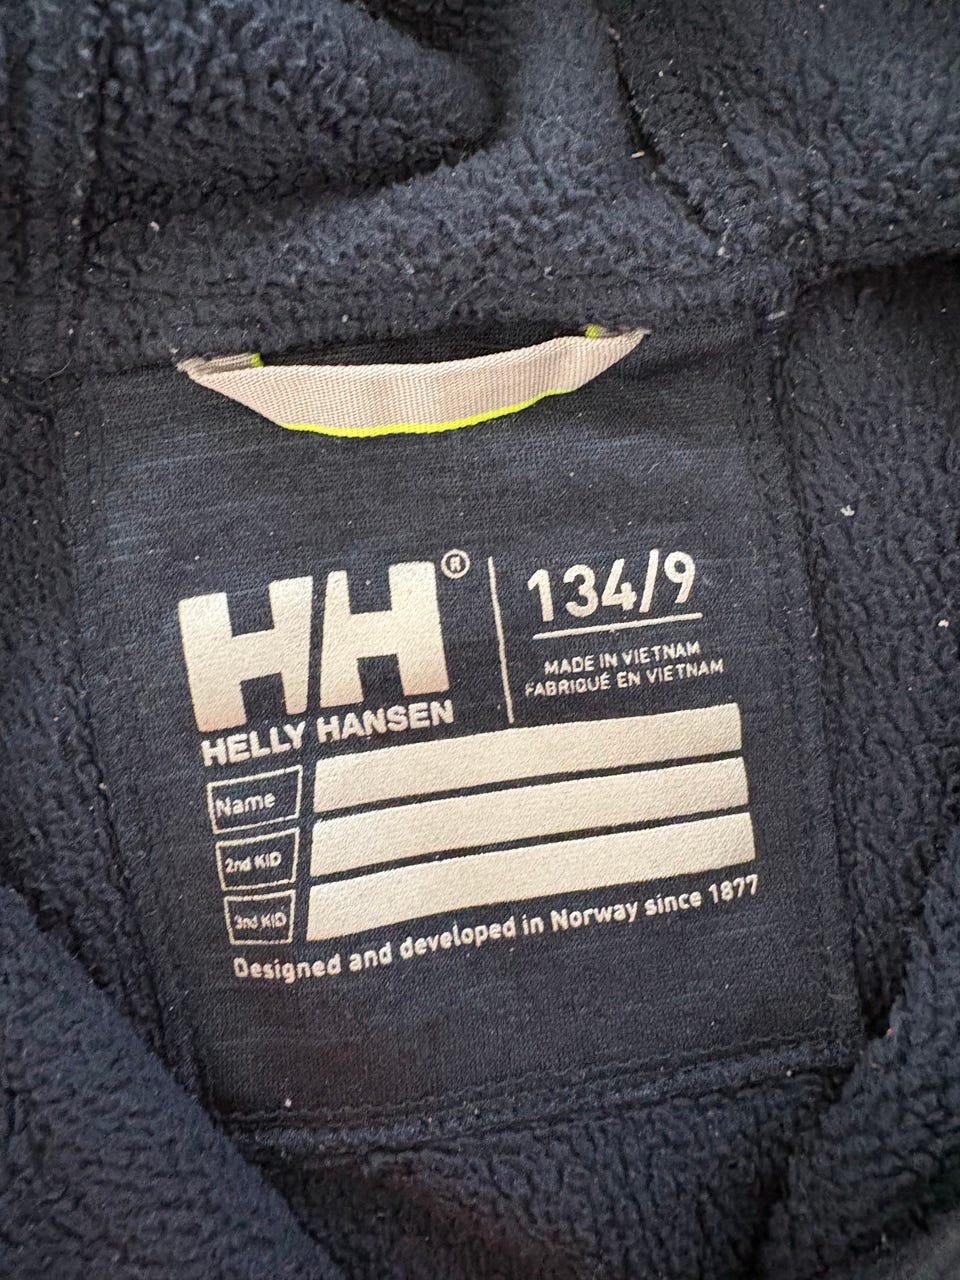 HH®
HELLY HANSEN
134/9
MADE IN VIETNAM
FABRIQUÉ EN VIETNAM
Name
2nd KID
3nd KID
Designed and developed in Norway since 1877